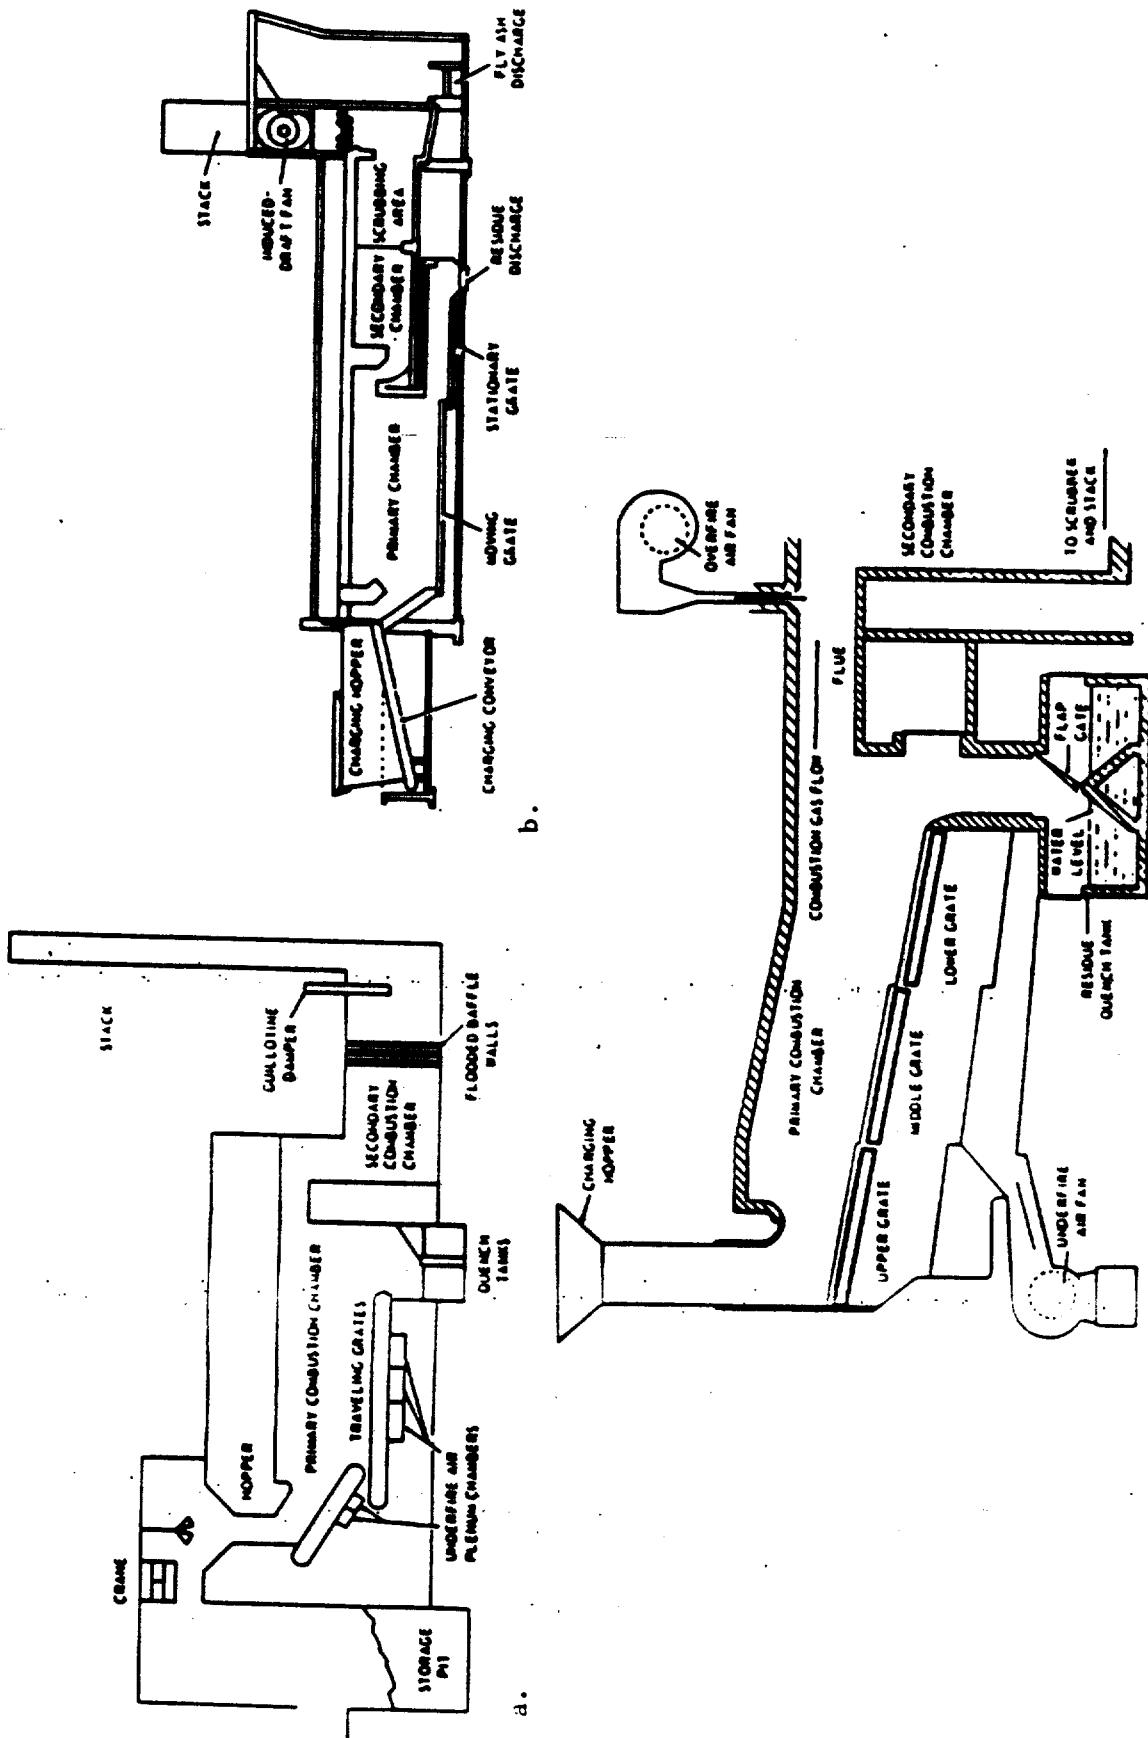 CRANE
HOPPER
STORAGE
PIT
UNDERFIRE AIR
PLENUM CHAMBERS
PRIMARY COMBUSTION CHAMBER
TRAVELING GRATES
QUENCH
TANKS
SECONDARY
COMBUSTION
CHAMBER
FLOODED BAFFLE
WALLS
GUILLOTINE
DAMPER
STACK
a.
CHARGING HOPPER
CHARGING CONVEYOR
PRIMARY CHAMBER
MOVING
GRATE
STATIONARY
GRATE
SECONDARY
CHAMBER
SCRUBBING
AREA
RESIDUE
DISCHARGE
INDUCED-
DRAFT FAN
STACK
FLY ASH
DISCHARGE
b.
CHARGING
HOPPER
UPPER GRATE
MIDDLE GRATE
LOWER GRATE
UNDERFIRE
AIR FAN
PRIMARY COMBUSTION
CHAMBER
COMBUSTION GAS FLOW
OVERFIRE
AIR FAN
FLUE
WATER
LEVEL
FLAP
GATE
RESIDUE
QUENCH TANK
SECONDARY
COMBUSTION
CHAMBER
TO SCRUBBER
AND STACK